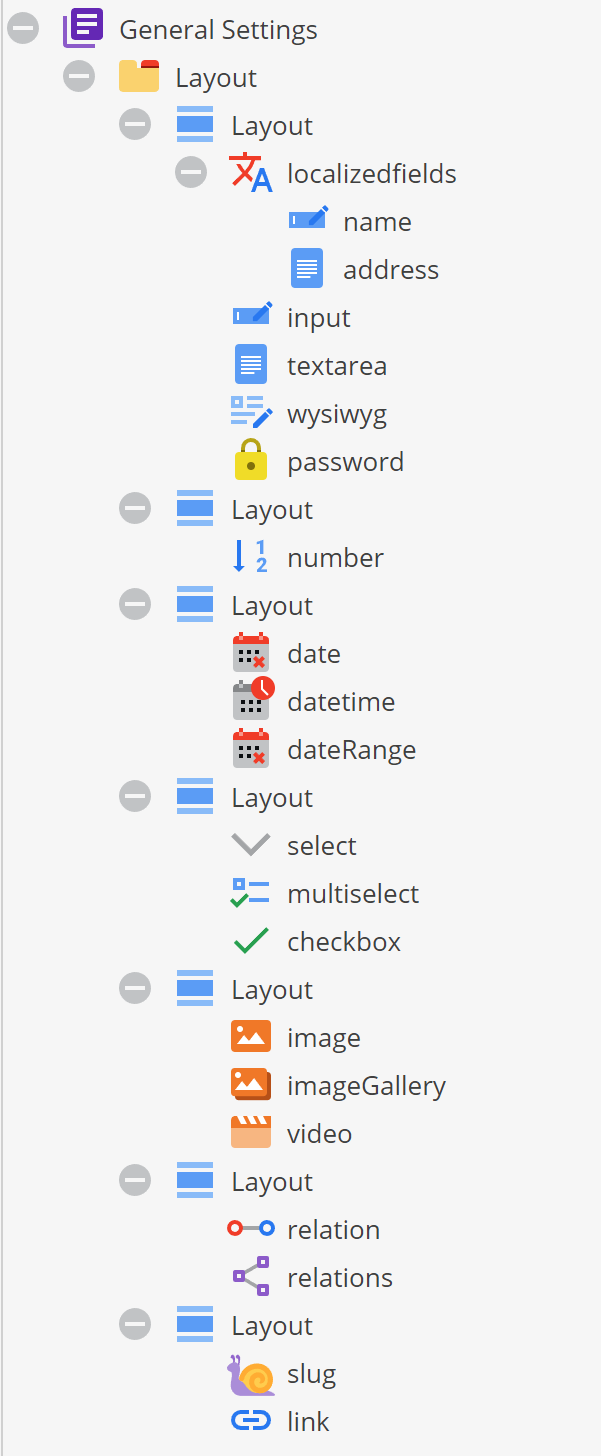 General Settings
Layout
Layout
localizedfields
name
address
input
textarea
wysiwyg
password
Layout
number
Layout
date
datetime
dateRange
Layout
select
multiselect
checkbox
Layout
image
imageGallery
video
Layout
relation
relations
Layout
slug
link